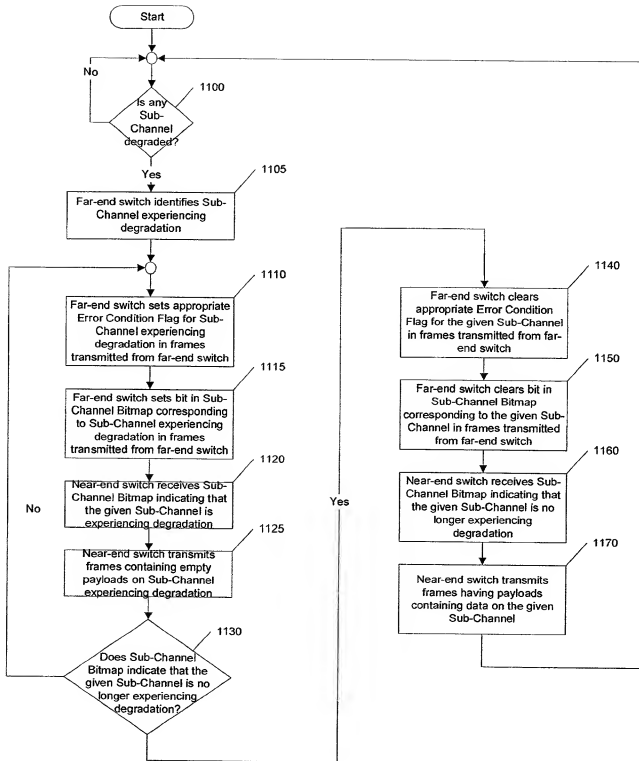 Start
No
1100
Is any
Sub-
Channel
degraded?
Yes
1105
Far-end switch identifies Sub-
Channel experiencing
degradation
1110
Far-end switch sets appropriate
Error Condition Flag for Sub-
Channel experiencing
degradation in frames
transmitted from far-end switch
1115
Far-end switch sets bit in Sub-
Channel Bitmap corresponding
to Sub-Channel experiencing
degradation in frames
transmitted from far-end switch
1120
Near-end switch receives Sub-
Channel Bitmap indicating that
the given Sub-Channel is
experiencing degradation
No
1125
Near-end switch transmits
frames containing empty
payloads on Sub-Channel
experiencing degradation
1130
Does Sub-Channel
Bitmap indicate that the
given Sub-Channel is no
longer experiencing
degradation?
Yes
1140
Far-end switch clears
appropriate Error Condition
Flag for the given Sub-Channel
in frames transmitted from far-
end switch
1150
Far-end switch clears bit in
Sub-Channel Bitmap
corresponding to the given Sub-
Channel in frames transmitted
from far-end switch
1160
Near-end switch receives Sub-
Channel Bitmap indicating that
the given Sub-Channel is no
longer experiencing
degradation
1170
Near-end switch transmits
frames having payloads
containing data on the given
Sub-Channel